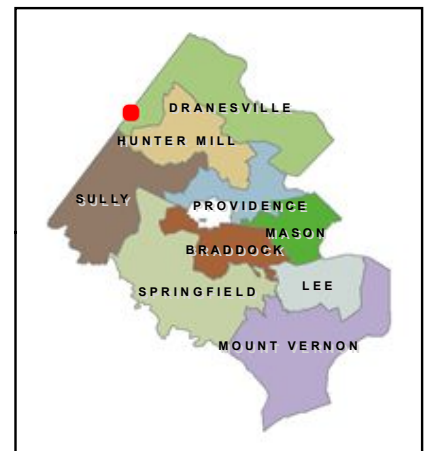 DRANESVILLE
HUNTER MILL
SULLY
PROVIDENCE
MASON
BRADDOCK
LEE
SPRINGFIELD
MOUNT VERNON